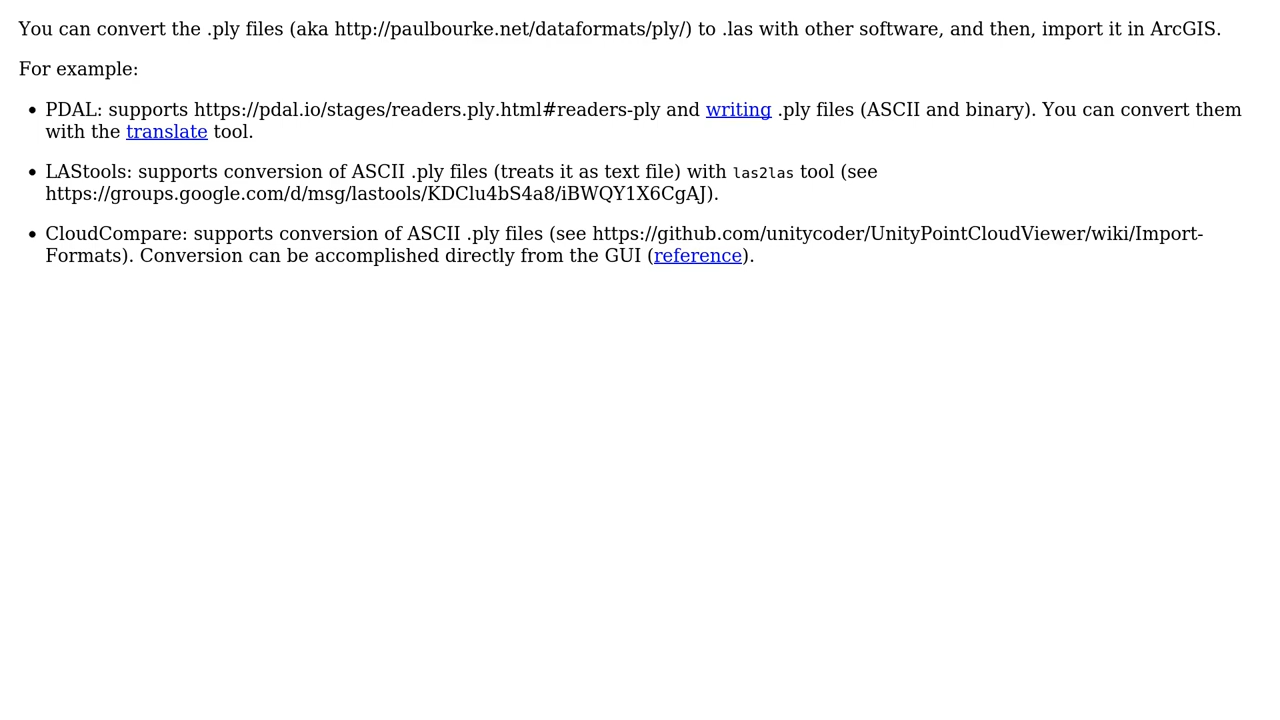 You can convert the .ply files (aka http://paulbourke.net/dataformats/ply/) to .las with other software, and then, import it in ArcGIS.
For example:
• PDAL: supports https://pdal.io/stages/readers.ply.html#readers-ply and writing .ply files (ASCII and binary). You can convert them
with the translate tool.
• LAStools: supports conversion of ASCII .ply files (treats it as text file) with las2las tool (see
https://groups.google.com/d/msg/lastools/KDClu4bS4a8/iBWQY1X6CgAJ).
• CloudCompare: supports conversion of ASCII .ply files (see https://github.com/unitycoder/UnityPointCloudViewer/wiki/Import-
Formats). Conversion can be accomplished directly from the GUI (reference).